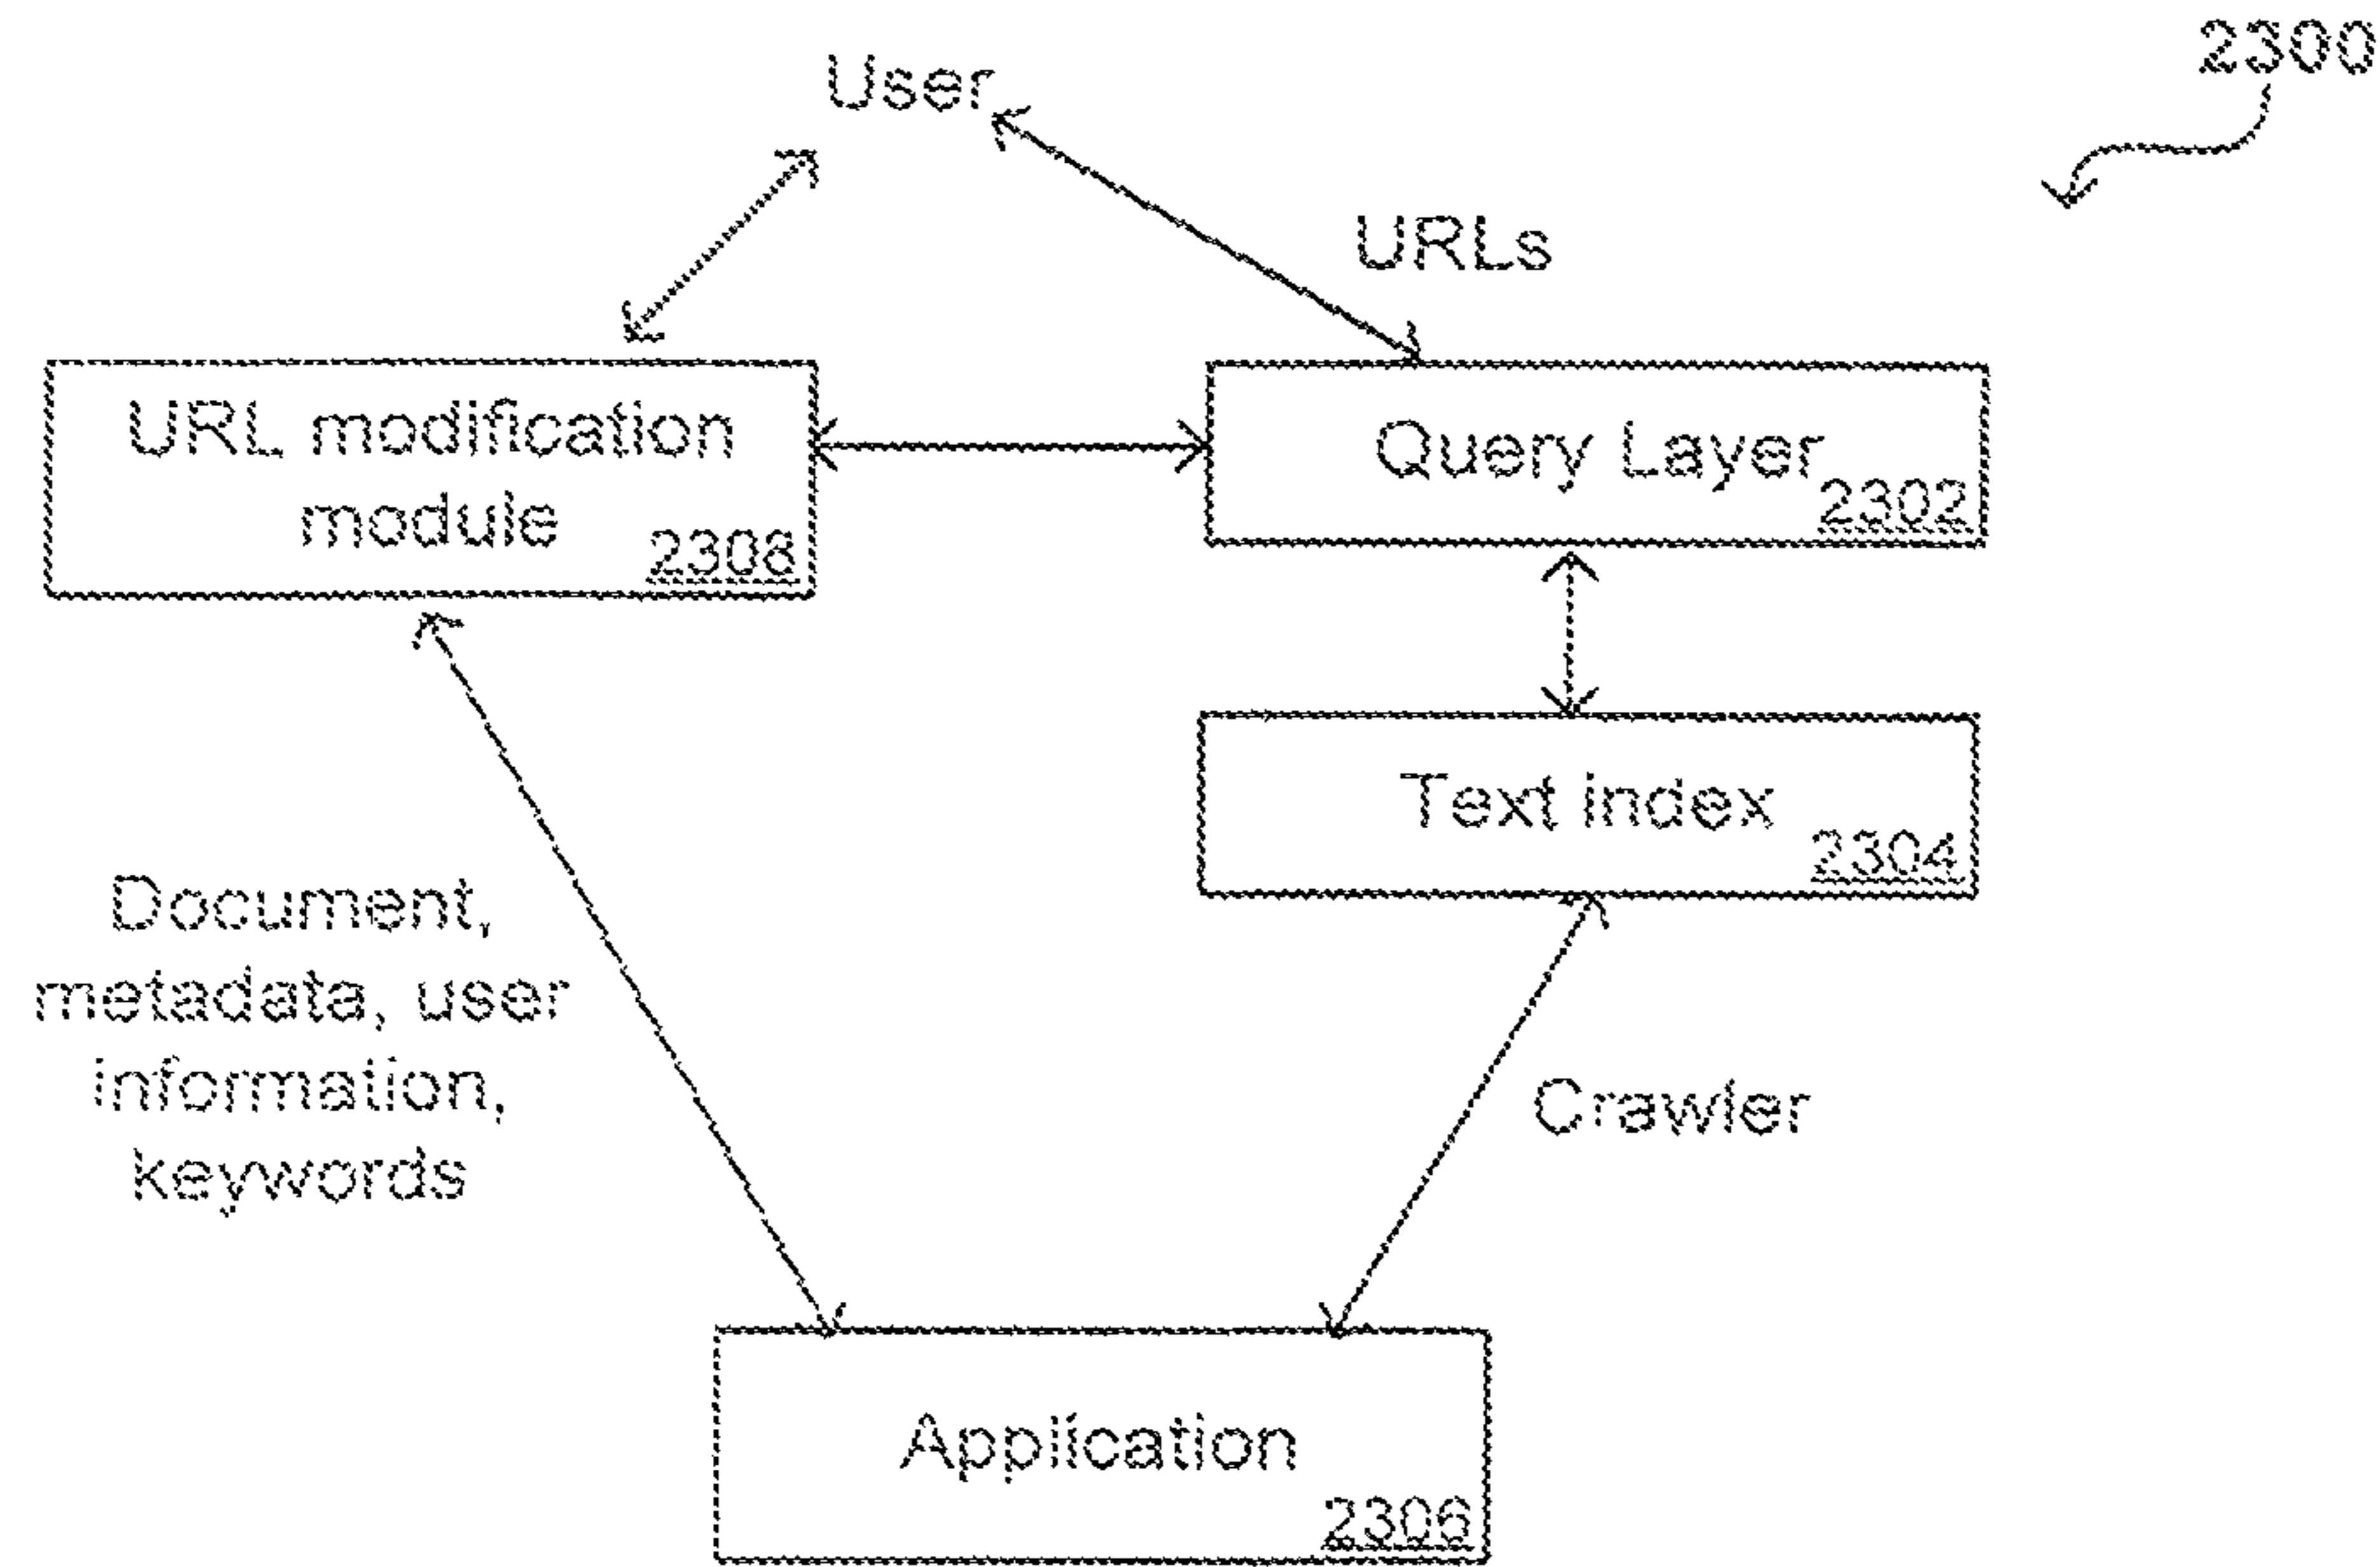 2300
User
URLs
URL modification
module
2308
Query Layer
2302
Text index
2304
Document,
metadata, user
information,
keywords
Crawler
Application
2306